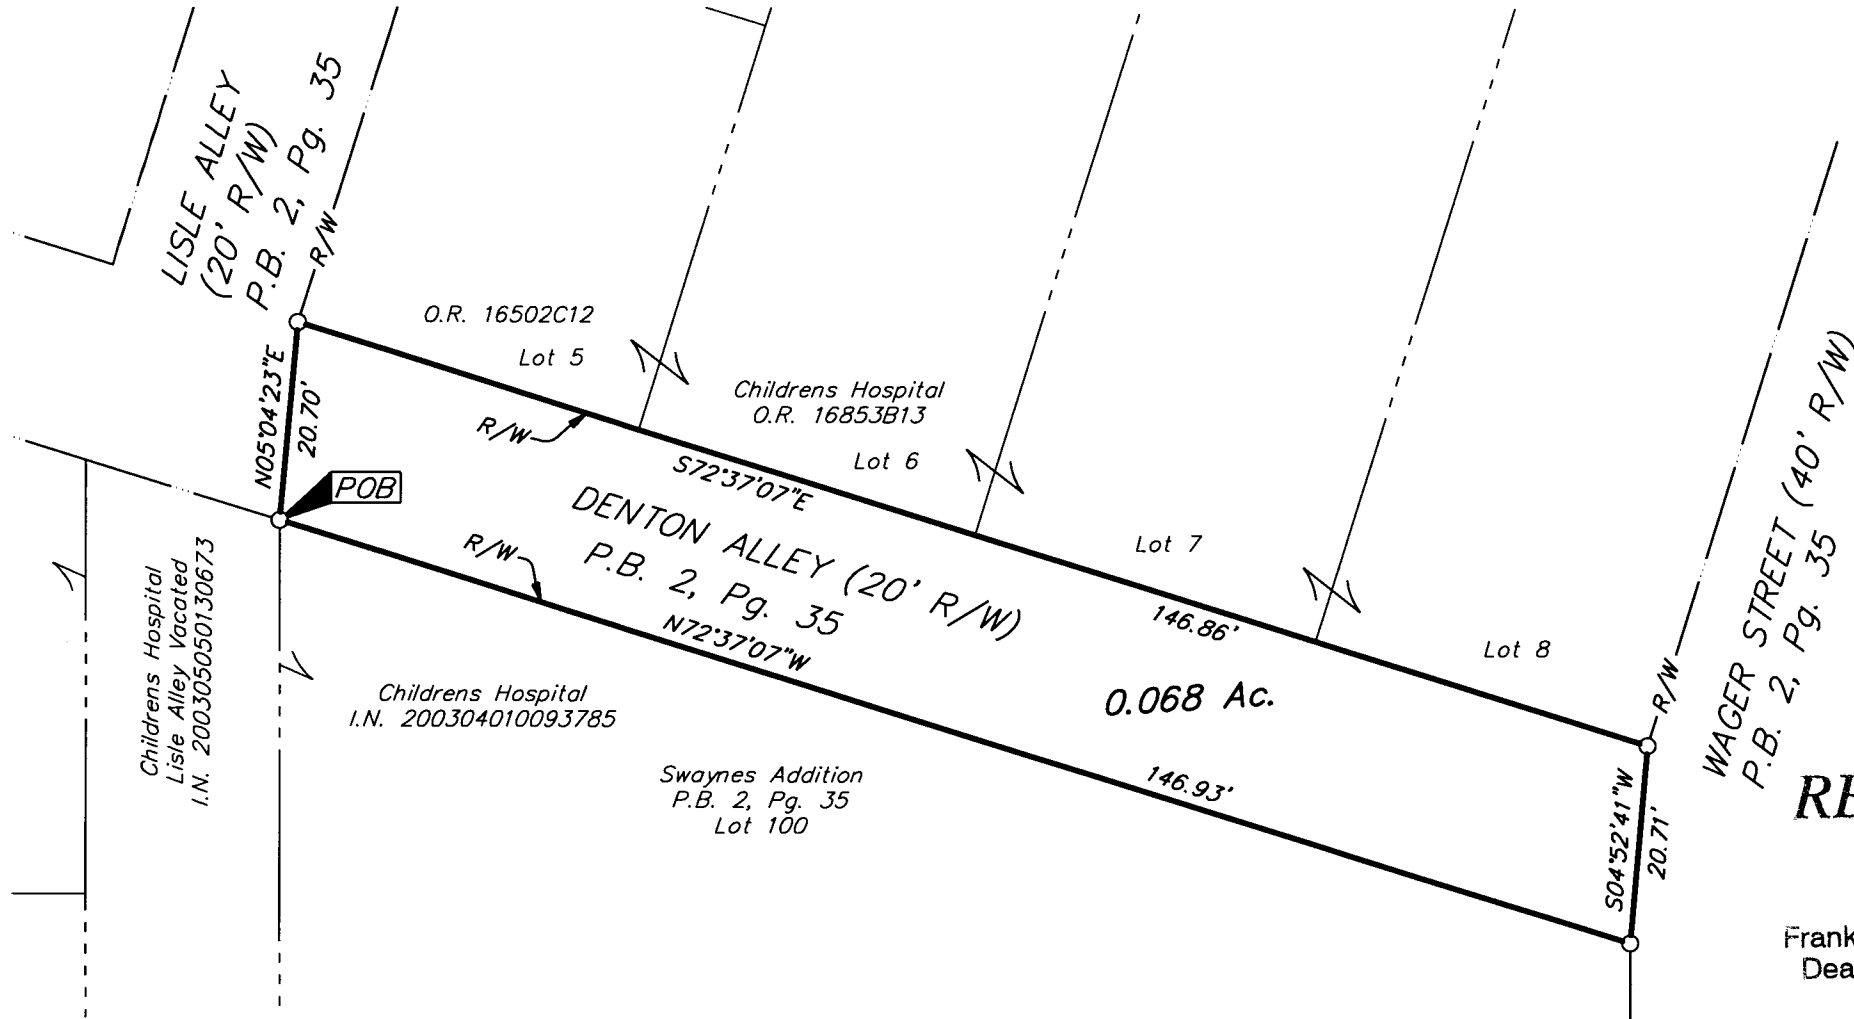 LISLE ALLEY
(20' R/W)
P.B. 2, Pg. 35
R/W
O.R. 16502C12
Lot 5
Childrens Hospital
O.R. 16853B13
Lot 6
Lot 7
Lot 8
N05°04'23"E
20.70'
POB
R/W
S72°37'07"E
146.86'
DENTON ALLEY (20' R/W)
P.B. 2, Pg. 35
R/W
N72°37'07"W
146.93'
0.068 Ac.
R/W
WAGER STREET (40' R/W)
P.B. 2, Pg. 35
S04°52'41"W
20.71'
Childrens Hospital
Lisle Alley Vacated
I.N. 200305050130673
Childrens Hospital
I.N. 200304010093785
Swaynes Addition
P.B. 2, Pg. 35
Lot 100
Frank
Dea